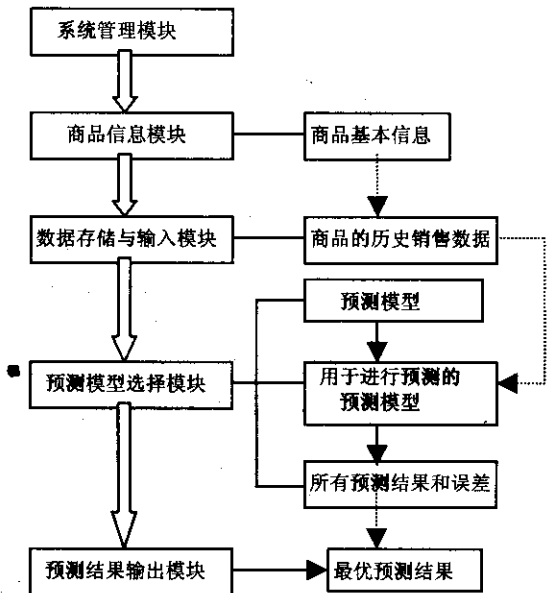 系统管理模块
商品信息模块
商品基本信息
数据存储与输入模块
商品的历史销售数据
预测模型
预测模型选择模块
用于进行预测的
预测模型
所有预测结果和误差
预测结果输出模块
最优预测结果